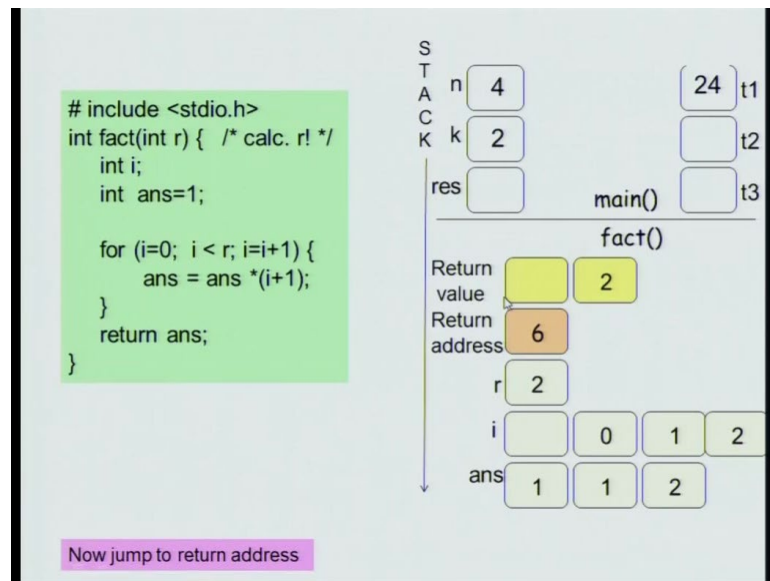 # include <stdio.h>
int fact(int r) { /* calc. r! */
int i;
int ans=1;
for (i=0; i < r; i=i+1) {
ans = ans *(i+1);
}
return ans;
}
Now jump to return address
STACK
n 4
k 2
res
24 t1
t2
t3
main()
fact()
Return
value
2
Return
address
6
r 2
i 0 1 2
ans 1 1 2